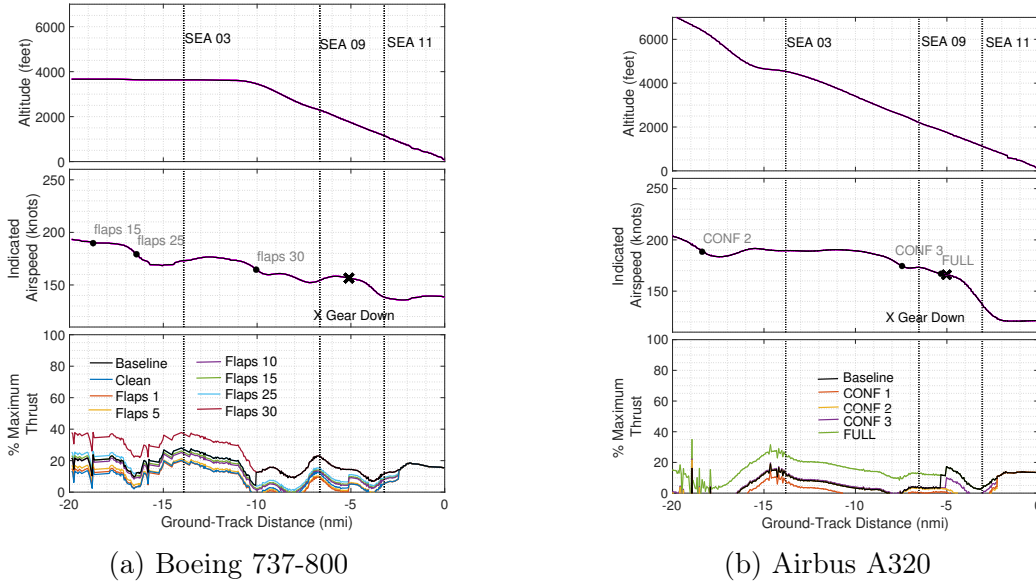 6000
4000
2000
0
Altitude (feet)
SEA 03
SEA 09
SEA 11
250
200
150
100
Indicated
Airspeed (knots)
flaps 15
flaps 25
flaps 30
X Gear Down
100
80
60
40
20
0
% Maximum
Thrust
Baseline
Clean
Flaps 1
Flaps 5
Flaps 10
Flaps 15
Flaps 25
Flaps 30
-20
-15
-10
-5
0
Ground-Track Distance (nmi)
(a) Boeing 737-800
6000
4000
2000
0
Altitude (feet)
SEA 03
SEA 09
SEA 11
250
200
150
100
Indicated
Airspeed (knots)
CONF 2
CONF 3
FULL
X Gear Down
100
80
60
40
20
0
% Maximum
Thrust
Baseline
CONF 1
CONF 2
CONF 3
FULL
-20
-15
-10
-5
0
Ground-Track Distance (nmi)
(b) Airbus A320